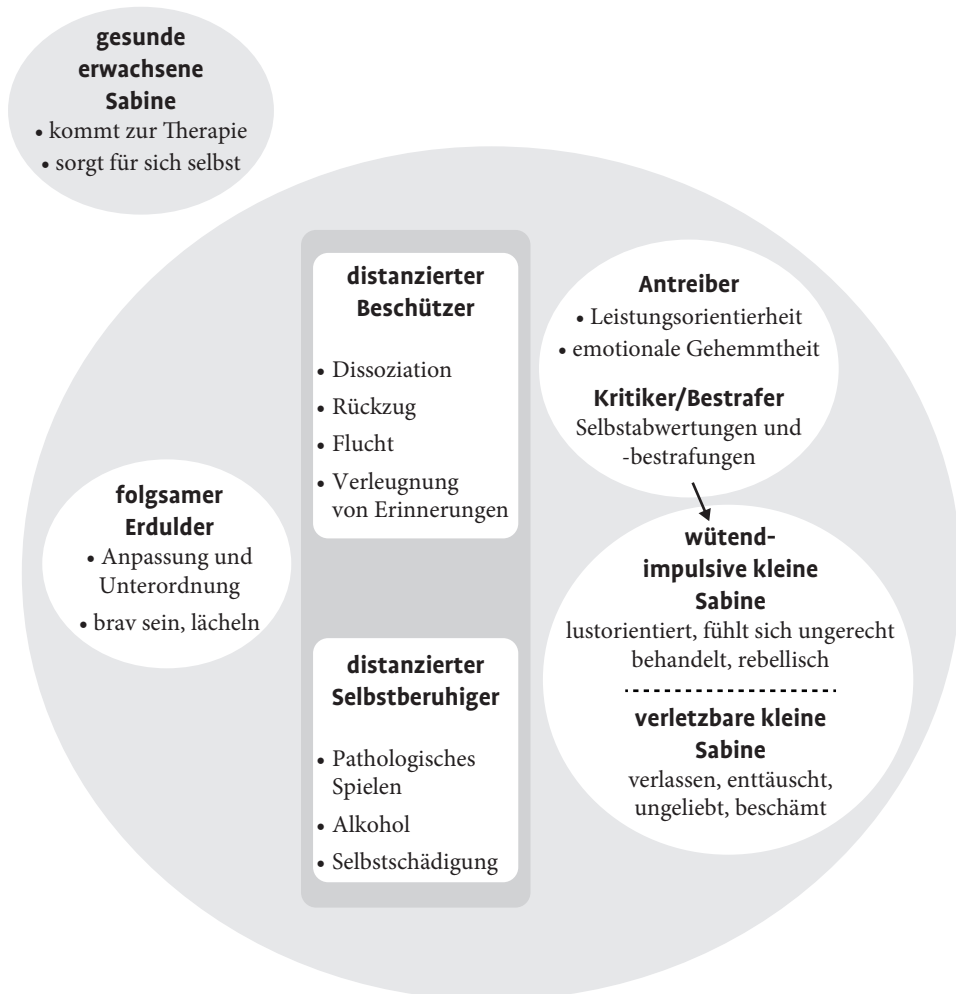 gesunde
erwachsene
Sabine
• kommt zur Therapie
• sorgt für sich selbst
distanzierter
Beschützer
• Dissoziation
• Rückzug
• Flucht
• Verleugnung
von Erinnerungen
Antreiber
• Leistungsorientierheit
• emotionale Gehemmtheit
Kritiker/Bestrafer
Selbstabwertungen und
-bestrafungen
folgsamer
Erdulder
• Anpassung und
Unterordnung
• brav sein, lächeln
wütend-
impulsive kleine
Sabine
lustorientiert, fühlt sich ungerecht
behandelt, rebellisch
distanzierter
Selbstberuhiger
• Pathologisches
Spielen
• Alkohol
• Selbstschädigung
verletzbare kleine
Sabine
verlassen, enttäuscht,
ungeliebt, beschämt